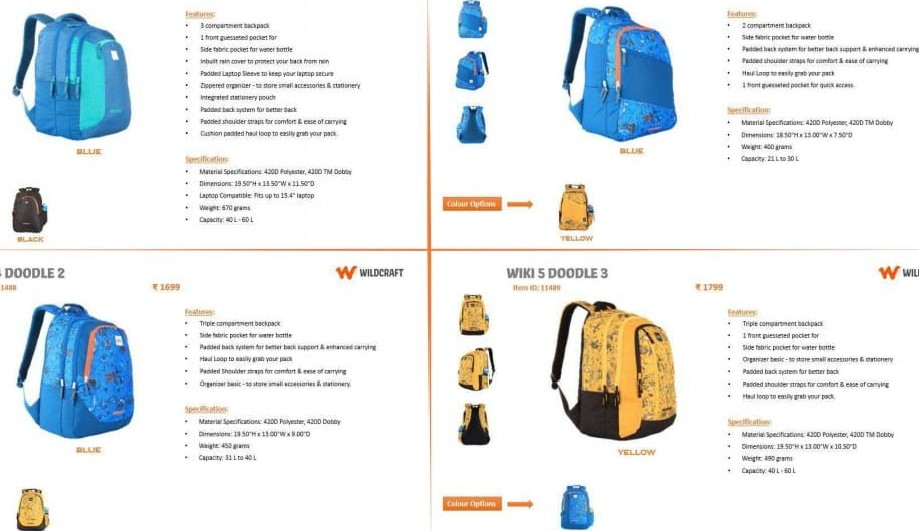 Features:
3 compartment backpack
1 front guesseted pocket for
Side fabric pocket for water bottle
Inbuilt rain cover to protect your back from rain
Padded Laptop Sleeve to keep your laptop secure
Zippered organizer - to store small accessories & stationery
Integrated stationery pouch
Padded back system for better back
Padded shoulder straps for comfort & ease of carrying
Cushion padded haul loop to easily grab your pack.
BLUE
Specification:
Material Specifications: 420D Polyester, 420D TM Dobby
Dimensions: 19.50"H x 13.50"W x 11.50"D
Laptop Compatible: Fits up to 15.4" laptop
Weight: 670 grams
Capacity: 40 L - 60 L
BLACK
Features:
2 compartment backpack
Side fabric pocket for water bottle
Padded back system for better back support & enhanced carrying
Padded shoulder straps for comfort & ease of carrying
Haul Loop to easily grab your pack
1 front guesseted pocket for quick access.
BLUE
Specification:
Material Specifications: 420D Polyester, 420D TM Dobby
Dimensions: 18.50"H x 13.00"W x 7.50"D
Weight: 400 grams
Capacity: 21 L to 30 L
Colour Options
YELLOW
DOODLE 2
1488
₹ 1699
WILDCRAFT
Features:
Triple compartment backpack
Side fabric pocket for water bottle
Padded back system for better back support & enhanced carrying
Haul Loop to easily grab your pack
Padded Shoulder straps for comfort & ease of carrying
Organizer basic - to store small accessories & stationery.
Specification:
Material Specifications: 420D Polyester, 420D Dobby
Dimensions: 19.50"H x 13.00"W x 9.00"D
Weight: 450 grams
Capacity: 31 L to 40 L
BLUE
WIKI 5 DOODLE 3
Item ID: 11489
₹ 1799
WIL
Features:
Triple compartment backpack
1 front guesseted pocket for
Side fabric pocket for water bottle
Organizer basic - to store small accessories & stationery
Padded back system for better back
Padded shoulder straps for comfort & ease of carrying
Haul loop to easily grab your pack.
Specification:
Material Specifications: 420D Polyester, 420D TM Dobby
Dimensions: 19.50"H x 13.00"W x 10.50"D
Weight: 490 grams
Capacity: 40 L - 60 L
YELLOW
Colour Options